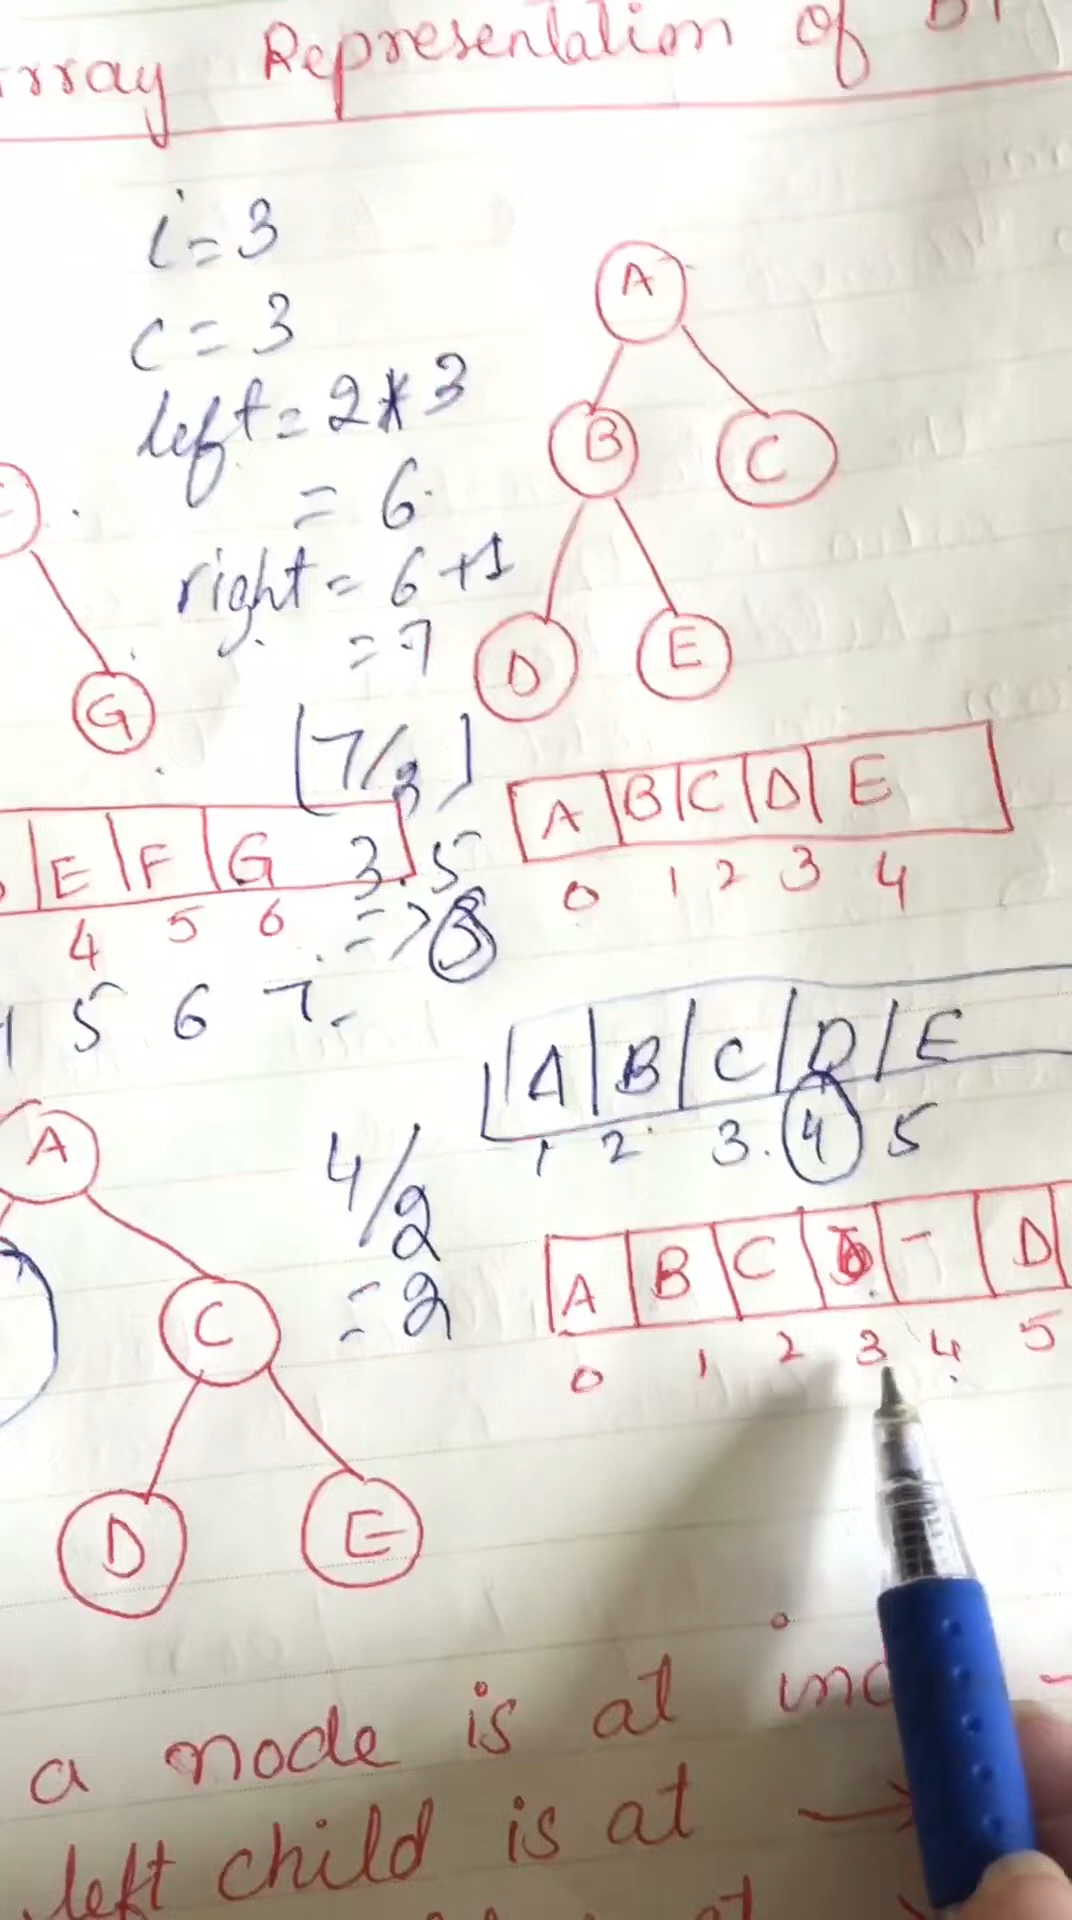 Representation of
i=3
c=3
left=2*3
=6
right=6+1
=7
A
B
C
D
E
G
[7/2]
A B C D E
0 1 2 3 4
E F G
4 5 6
3.5
=>3
5 6 7
A B C D E
1 2 3 4 5
4/2
=2
A B C - D
0 1 2 3 4 5
A
C
D
E
a node is at
left child is at →